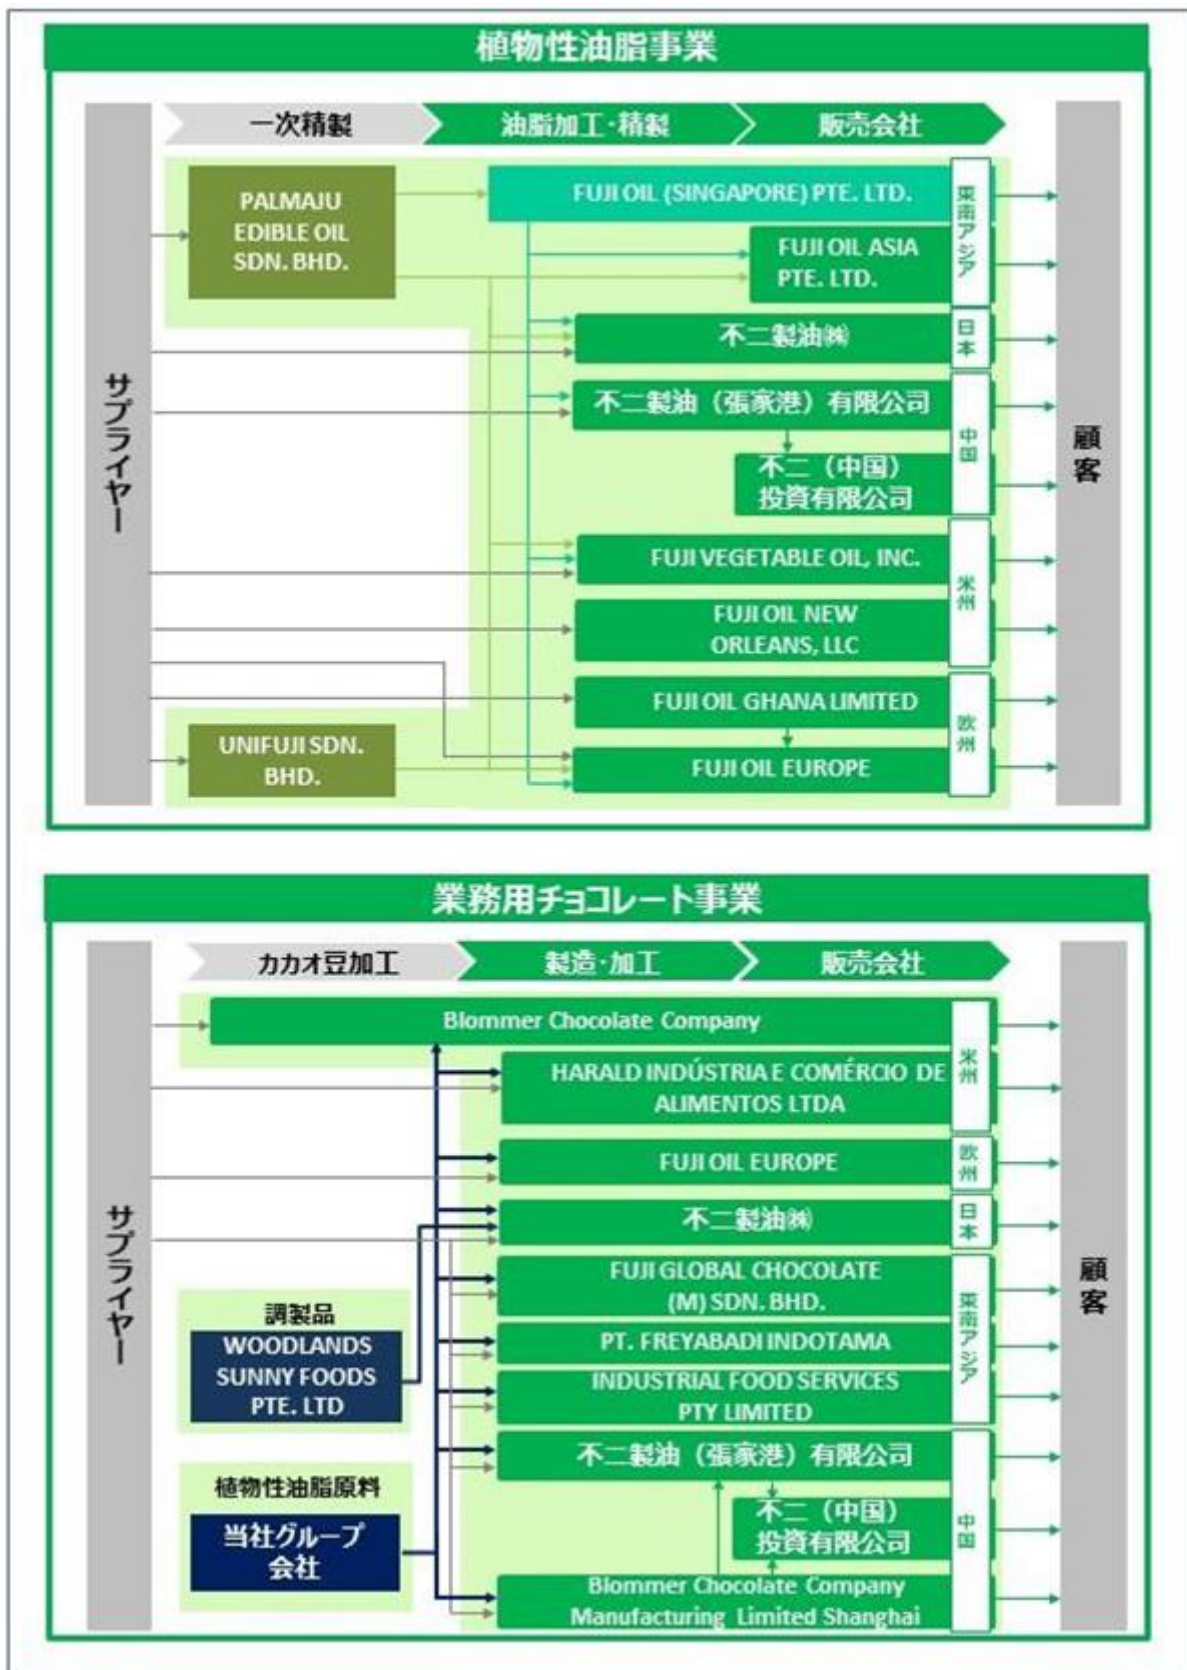 植物性油脂事業
一次精製
油脂加工・精製
販売会社
サプライヤー
PALMAJU
EDIBLE OIL
SDN. BHD.
FUJI OIL (SINGAPORE) PTE. LTD.
東南アジア
FUJI OIL ASIA
PTE. LTD.
不二製油㈱
日本
不二製油（張家港）有限公司
中国
不二（中国）
投資有限公司
顧客
FUJI VEGETABLE OIL, INC.
米州
FUJI OIL NEW
ORLEANS, LLC
FUJI OIL GHANA LIMITED
欧州
UNIFUJI SDN.
BHD.
FUJI OIL EUROPE
業務用チョコレート事業
カカオ豆加工
製造・加工
販売会社
サプライヤー
Blommer Chocolate Company
米州
HARALD INDÚSTRIA E COMÉRCIO DE
ALIMENTOS LTDA
FUJI OIL EUROPE
欧州
不二製油㈱
日本
FUJI GLOBAL CHOCOLATE
(M) SDN. BHD.
東南アジア
顧客
調製品
WOODLANDS
SUNNY FOODS
PTE. LTD
PT. FREYABADI INDOTAMA
INDUSTRIAL FOOD SERVICES
PTY LIMITED
不二製油（張家港）有限公司
中国
植物性油脂原料
当社グループ
会社
不二（中国）
投資有限公司
Blommer Chocolate Company
Manufacturing Limited Shanghai